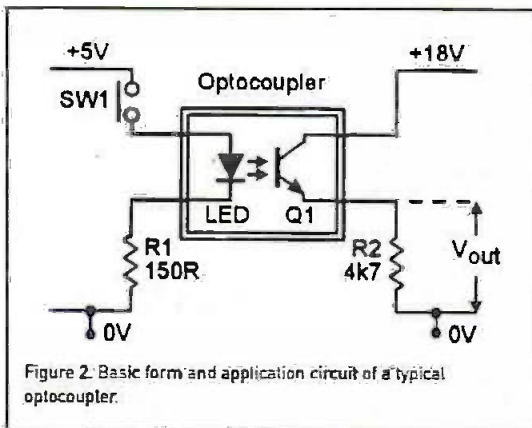 +5V
+18V
Optocoupler
SW1
LED
Q1
R1
150R
R2
4k7
Vout
0V
0V
Figure 2. Basic form and application circuit of a typical
optocoupler.